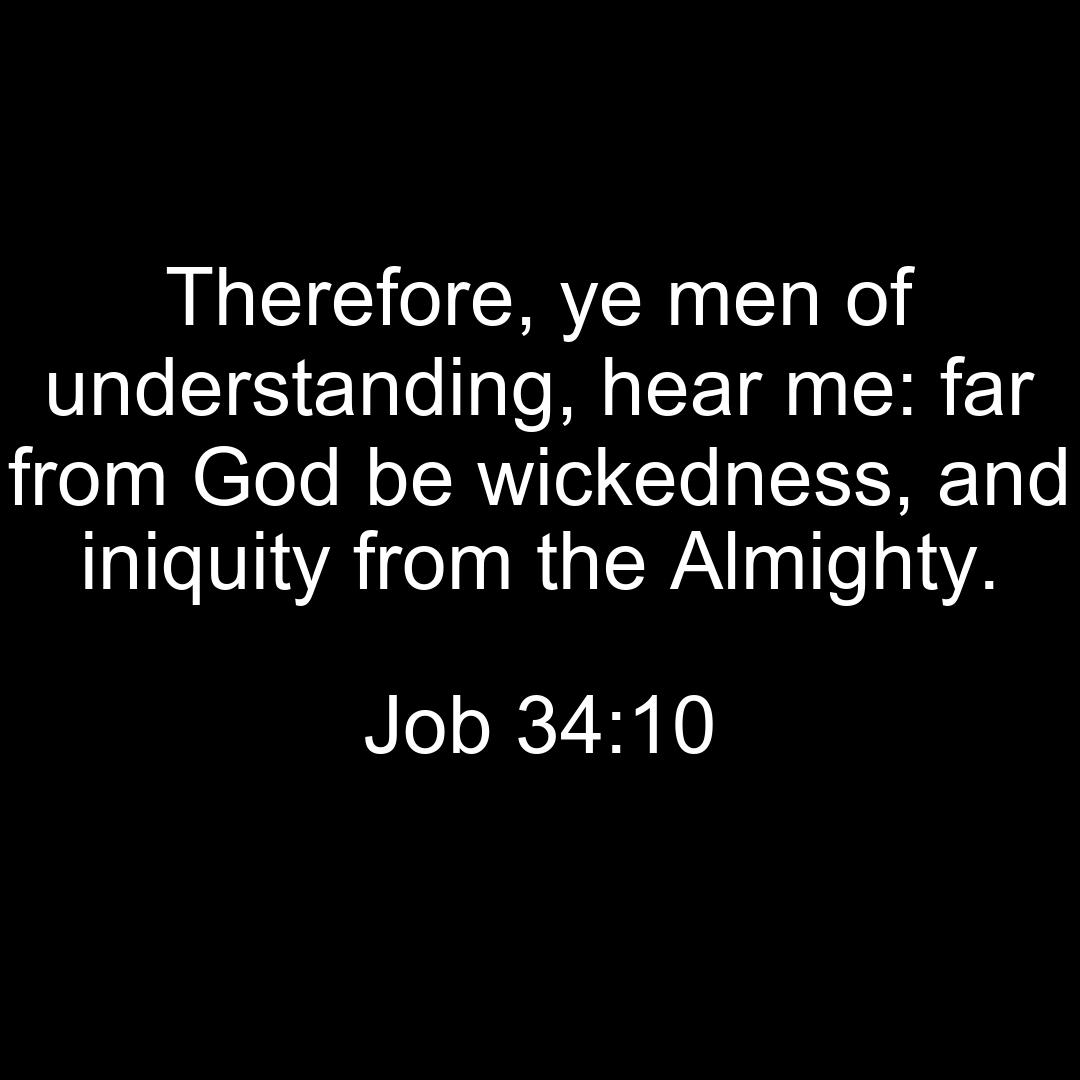 Therefore, ye men of
understanding, hear me: far
from God be wickedness, and
iniquity from the Almighty.
Job 34:10